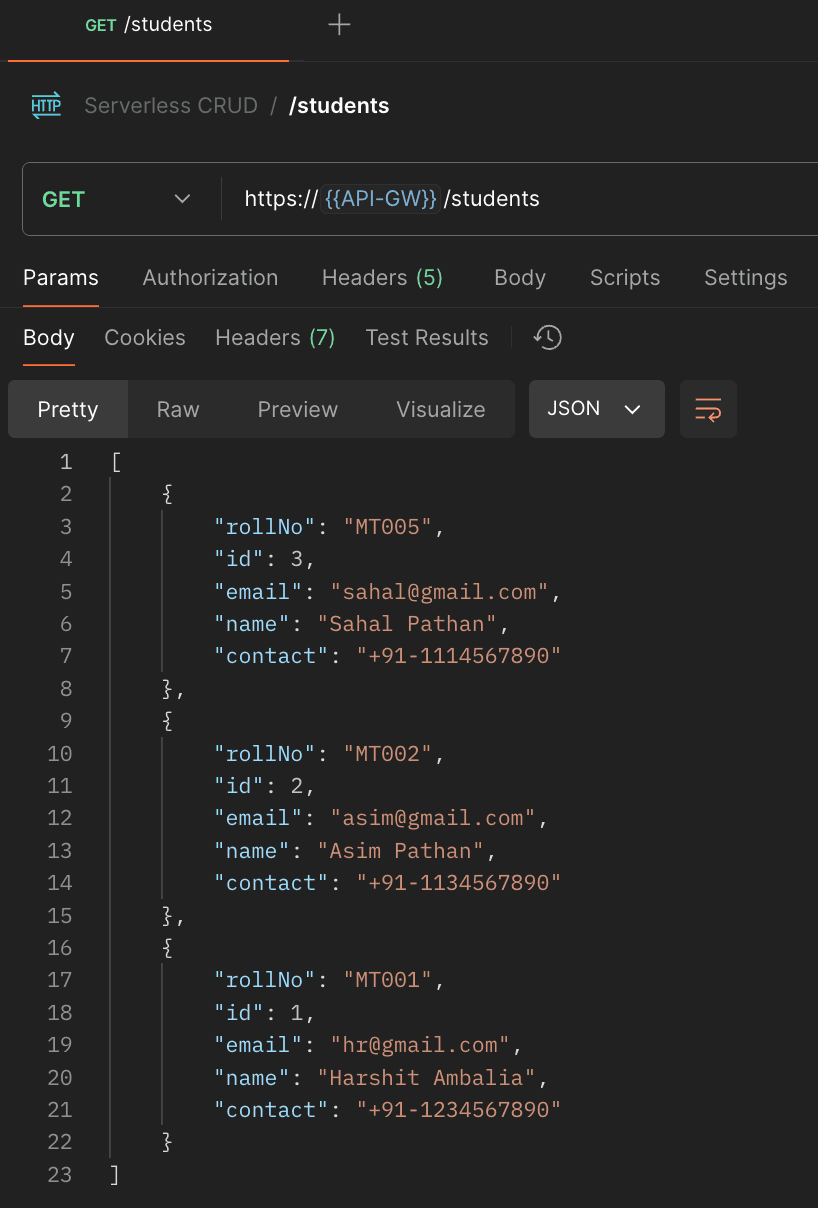 GET /students
HTTP Serverless CRUD / /students
GET https://{{API-GW}}/students
Params Authorization Headers (5) Body Scripts Settings
Body Cookies Headers (7) Test Results
Pretty Raw Preview Visualize JSON
1 [
2 {
3 "rollNo": "MT005",
4 "id": 3,
5 "email": "sahal@gmail.com",
6 "name": "Sahal Pathan",
7 "contact": "+91-1114567890"
8 },
9 {
10 "rollNo": "MT002",
11 "id": 2,
12 "email": "asim@gmail.com",
13 "name": "Asim Pathan",
14 "contact": "+91-1134567890"
15 },
16 {
17 "rollNo": "MT001",
18 "id": 1,
19 "email": "hr@gmail.com",
20 "name": "Harshit Ambalia",
21 "contact": "+91-1234567890"
22 }
23 ]